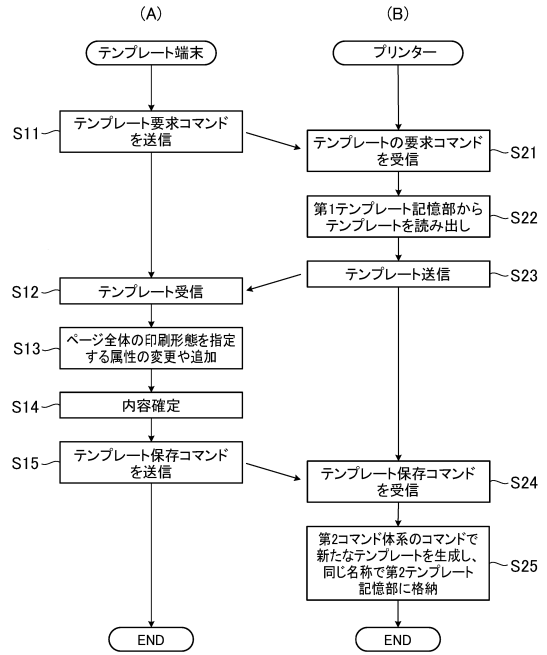 (A)
(B)
テンプレート端末
プリンター
S11
テンプレート要求コマンド
を送信
テンプレートの要求コマンド
を受信
S21
第1テンプレート記憶部から
テンプレートを読み出し
S22
S12
テンプレート受信
テンプレート送信
S23
S13
ページ全体の印刷形態を指定
する属性の変更や追加
S14
内容確定
S15
テンプレート保存コマンド
を送信
テンプレート保存コマンド
を受信
S24
第2コマンド体系のコマンドで
新たなテンプレートを生成し、
同じ名称で第2テンプレート
記憶部に格納
S25
END
END